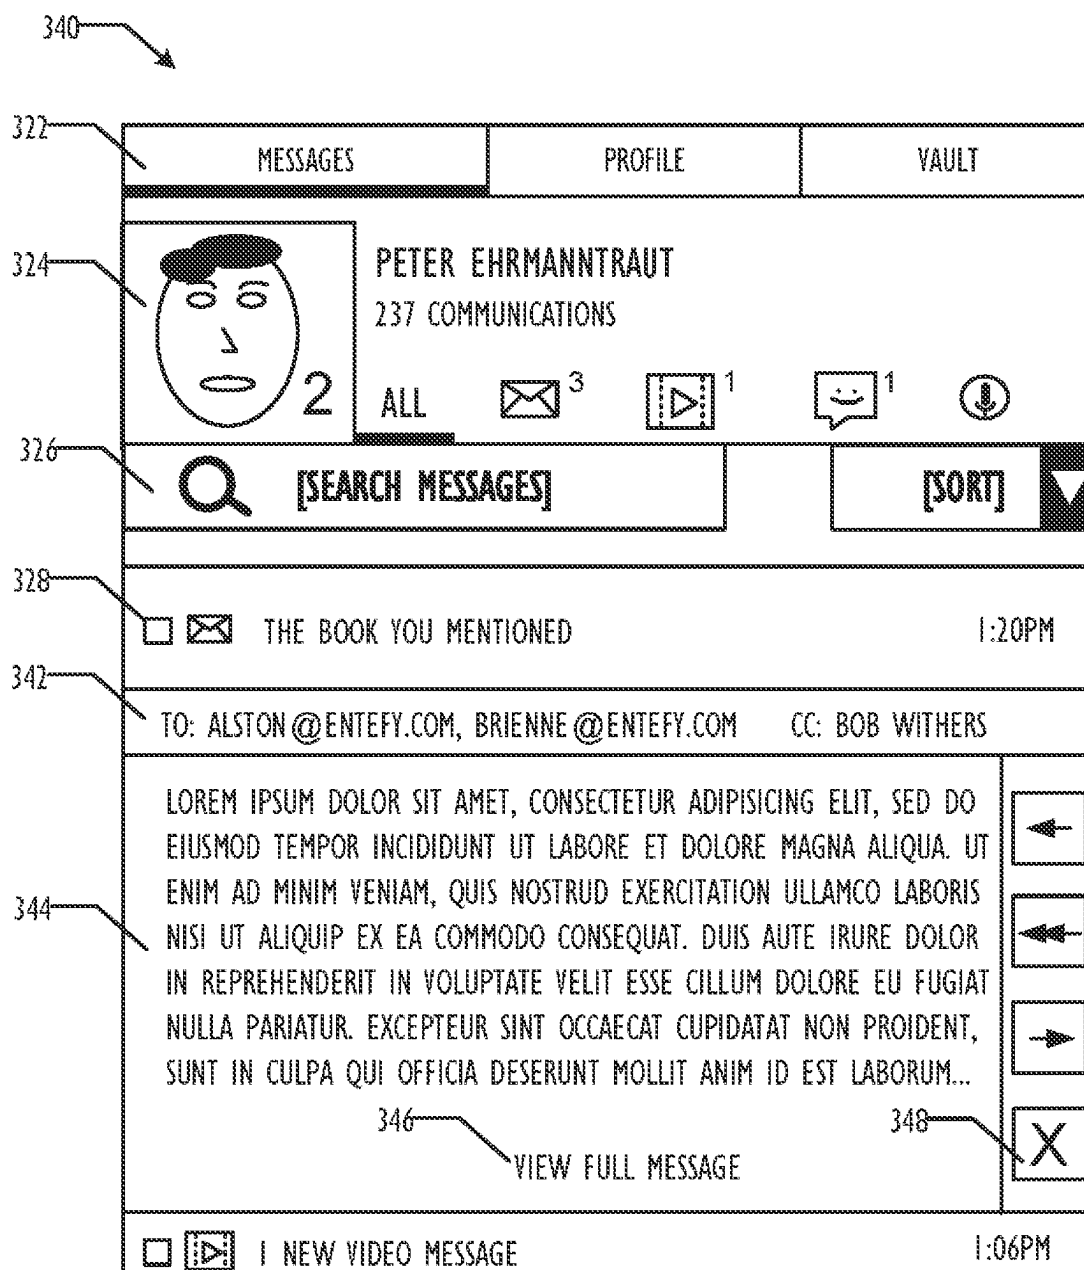 340
322
MESSAGES PROFILE VAULT
324
PETER EHRMANNTRAUT
237 COMMUNICATIONS
2 ALL 3 1 1
326
[SEARCH MESSAGES] [SORT]
328
THE BOOK YOU MENTIONED 1:20PM
342
TO: ALSTON@ENTEFY.COM, BRIENNE@ENTEFY.COM CC: BOB WITHERS
LOREM IPSUM DOLOR SIT AMET, CONSECTETUR ADIPISICING ELIT, SED DO
EIUSMOD TEMPOR INCIDIDUNT UT LABORE ET DOLORE MAGNA ALIQUA. UT
ENIM AD MINIM VENIAM, QUIS NOSTRUD EXERCITATION ULLAMCO LABORIS
344
NISI UT ALIQUIP EX EA COMMODO CONSEQUAT. DUIS AUTE IRURE DOLOR
IN REPREHENDERIT IN VOLUPTATE VELIT ESSE CILLUM DOLORE EU FUGIAT
NULLA PARIATUR. EXCEPTEUR SINT OCCAECAT CUPIDATAT NON PROIDENT,
SUNT IN CULPA QUI OFFICIA DESERUNT MOLLIT ANIM ID EST LABORUM...
346 348
VIEW FULL MESSAGE X
1 NEW VIDEO MESSAGE 1:06PM